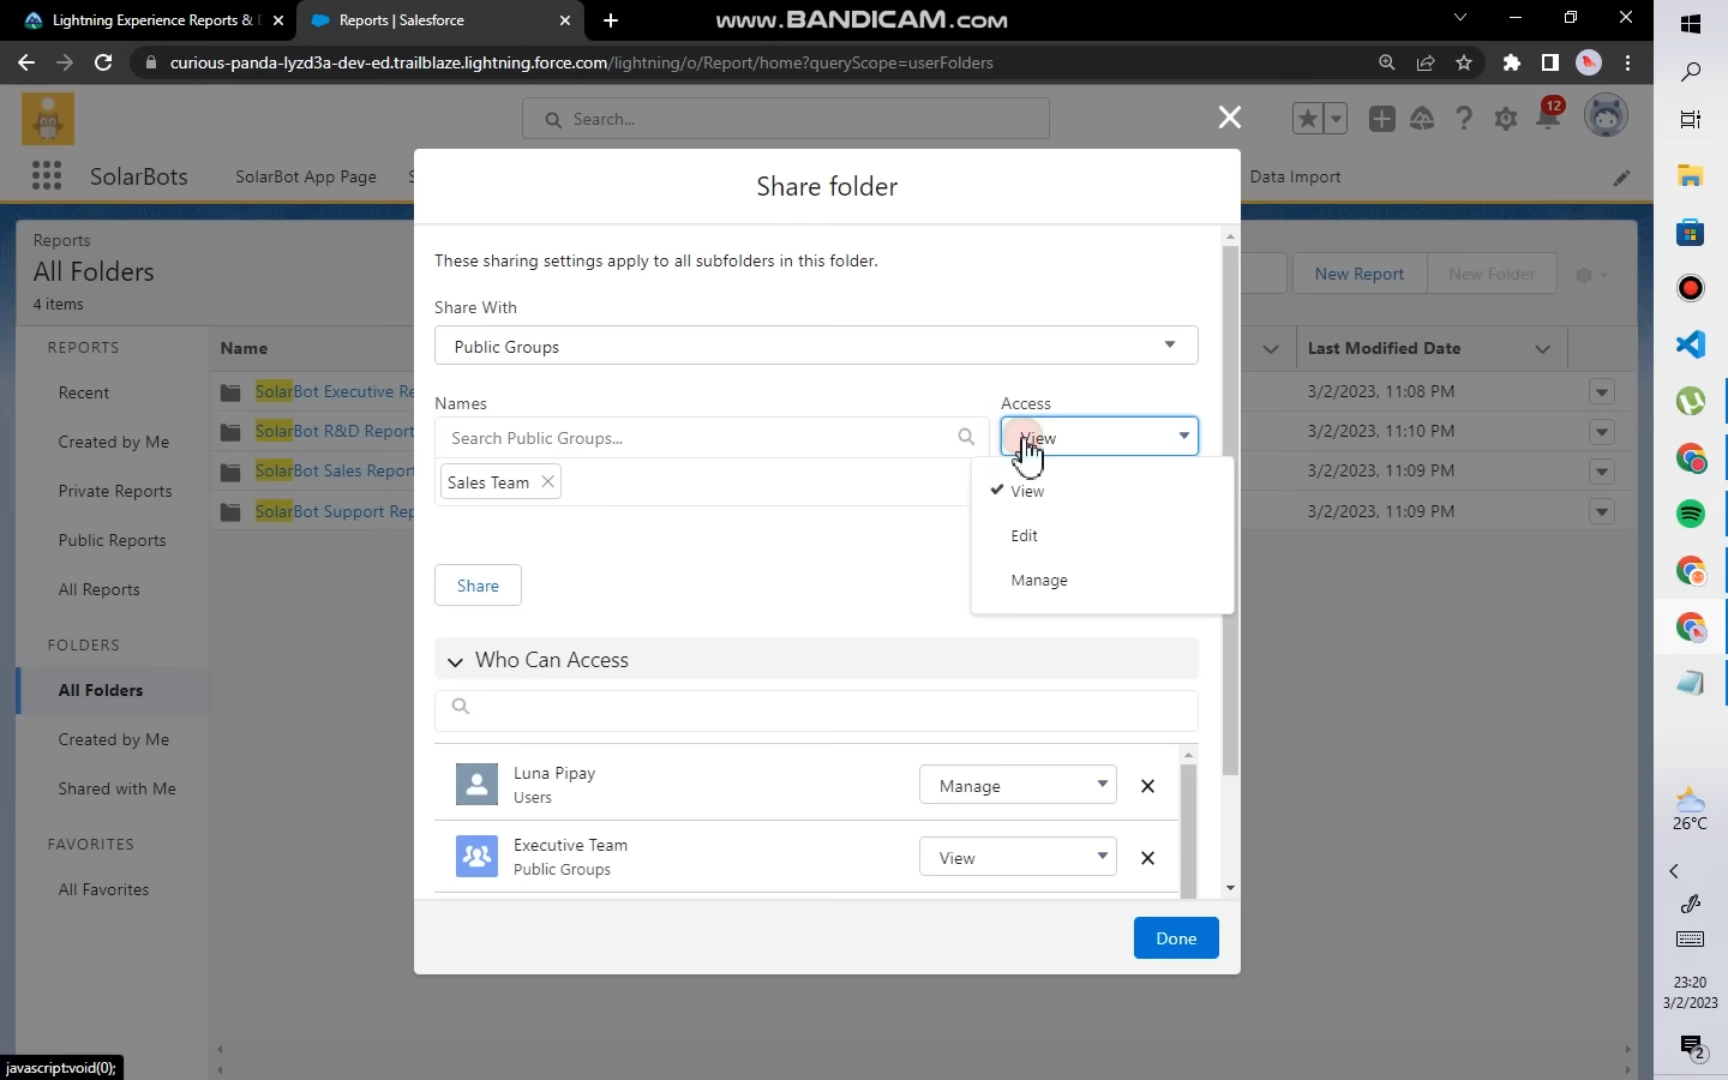 Lightning Experience Reports & D
Reports | Salesforce
www.BANDICAM.com
curious-panda-lyzd3a-dev-ed.trailblaze.lightning.force.com/lightning/o/Report/home?queryScope=userFolders
Search...
12
SolarBots
SolarBot App Page
S
Data Import
Share folder
These sharing settings apply to all subfolders in this folder.
Share With
Public Groups
Names
Access
Search Public Groups...
View
Sales Team
View
Edit
Manage
Share
Who Can Access
Luna Pipay
Users
Manage
Executive Team
Public Groups
View
Done
Reports
All Folders
4 items
New Report
New Folder
REPORTS
Recent
Created by Me
Private Reports
Public Reports
All Reports
FOLDERS
All Folders
Created by Me
Shared with Me
FAVORITES
All Favorites
Name
Last Modified Date
SolarBot Executive Re
3/2/2023, 11:08 PM
SolarBot R&D Report
3/2/2023, 11:10 PM
SolarBot Sales Report
3/2/2023, 11:09 PM
SolarBot Support Rep
3/2/2023, 11:09 PM
26°C
23:20
3/2/2023
2
javascript:void(0);